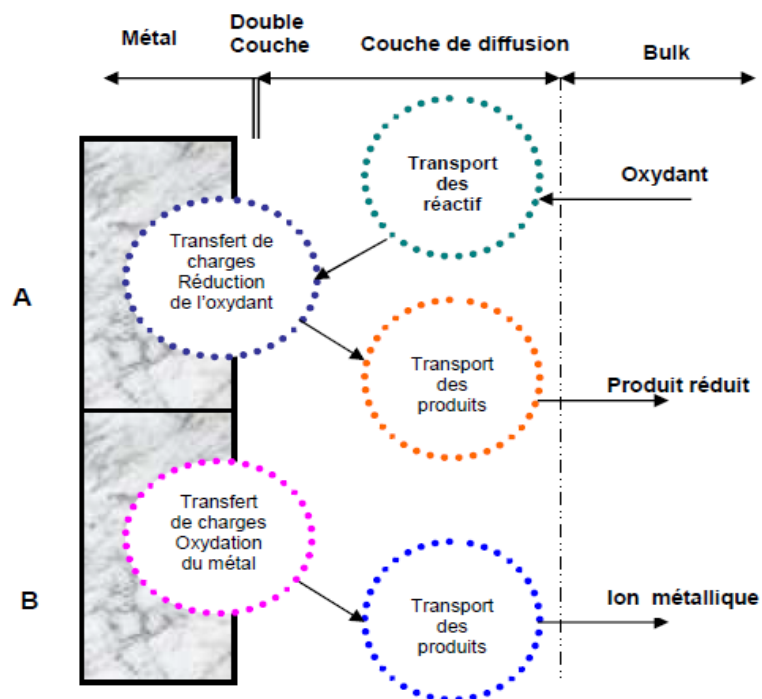 Métal
Double
Couche
Couche de diffusion
Bulk
Transport
des
réactif
Oxydant
Transfert de
charges
Réduction
de l'oxydant
A
Transport
des
produits
Produit réduit
Transfert
de charges
Oxydation
du métal
B
Transport
des
produits
Ion métallique